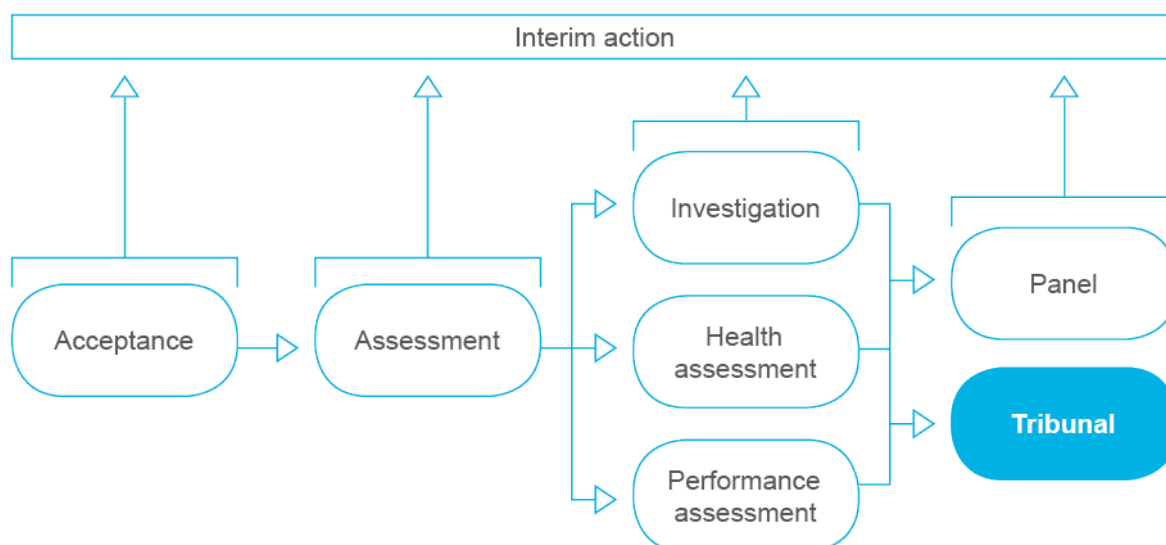 Interim action
Acceptance
Assessment
Investigation
Health
assessment
Performance
assessment
Panel
Tribunal